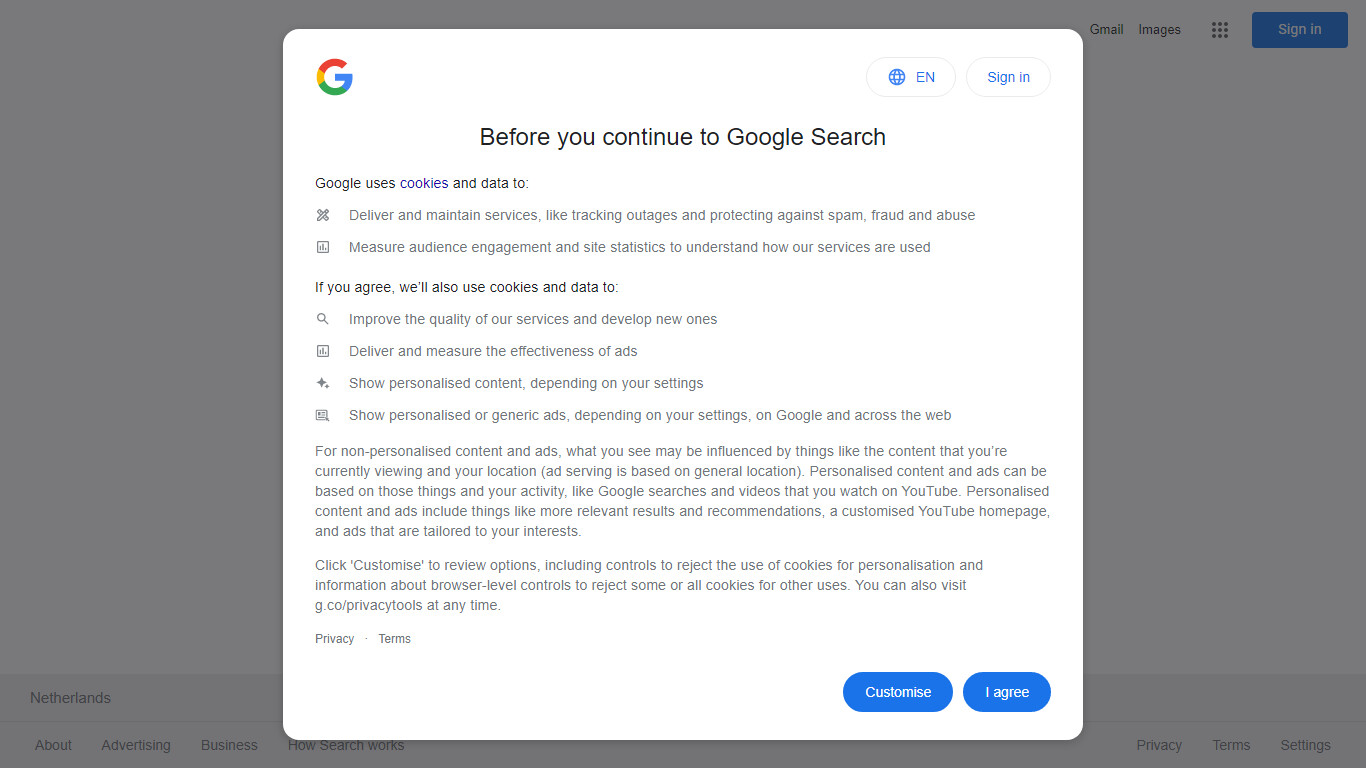 Gmail Images Sign in
EN Sign in
Before you continue to Google Search
Google uses cookies and data to:
Deliver and maintain services, like tracking outages and protecting against spam, fraud and abuse
Measure audience engagement and site statistics to understand how our services are used
If you agree, we’ll also use cookies and data to:
Improve the quality of our services and develop new ones
Deliver and measure the effectiveness of ads
Show personalised content, depending on your settings
Show personalised or generic ads, depending on your settings, on Google and across the web
For non-personalised content and ads, what you see may be influenced by things like the content that you’re
currently viewing and your location (ad serving is based on general location). Personalised content and ads can be
based on those things and your activity, like Google searches and videos that you watch on YouTube. Personalised
content and ads include things like more relevant results and recommendations, a customised YouTube homepage,
and ads that are tailored to your interests.
Click 'Customise' to review options, including controls to reject the use of cookies for personalisation and
information about browser-level controls to reject some or all cookies for other uses. You can also visit
g.co/privacytools at any time.
Privacy · Terms
Customise I agree
Netherlands
About Advertising Business How Search works Privacy Terms Settings